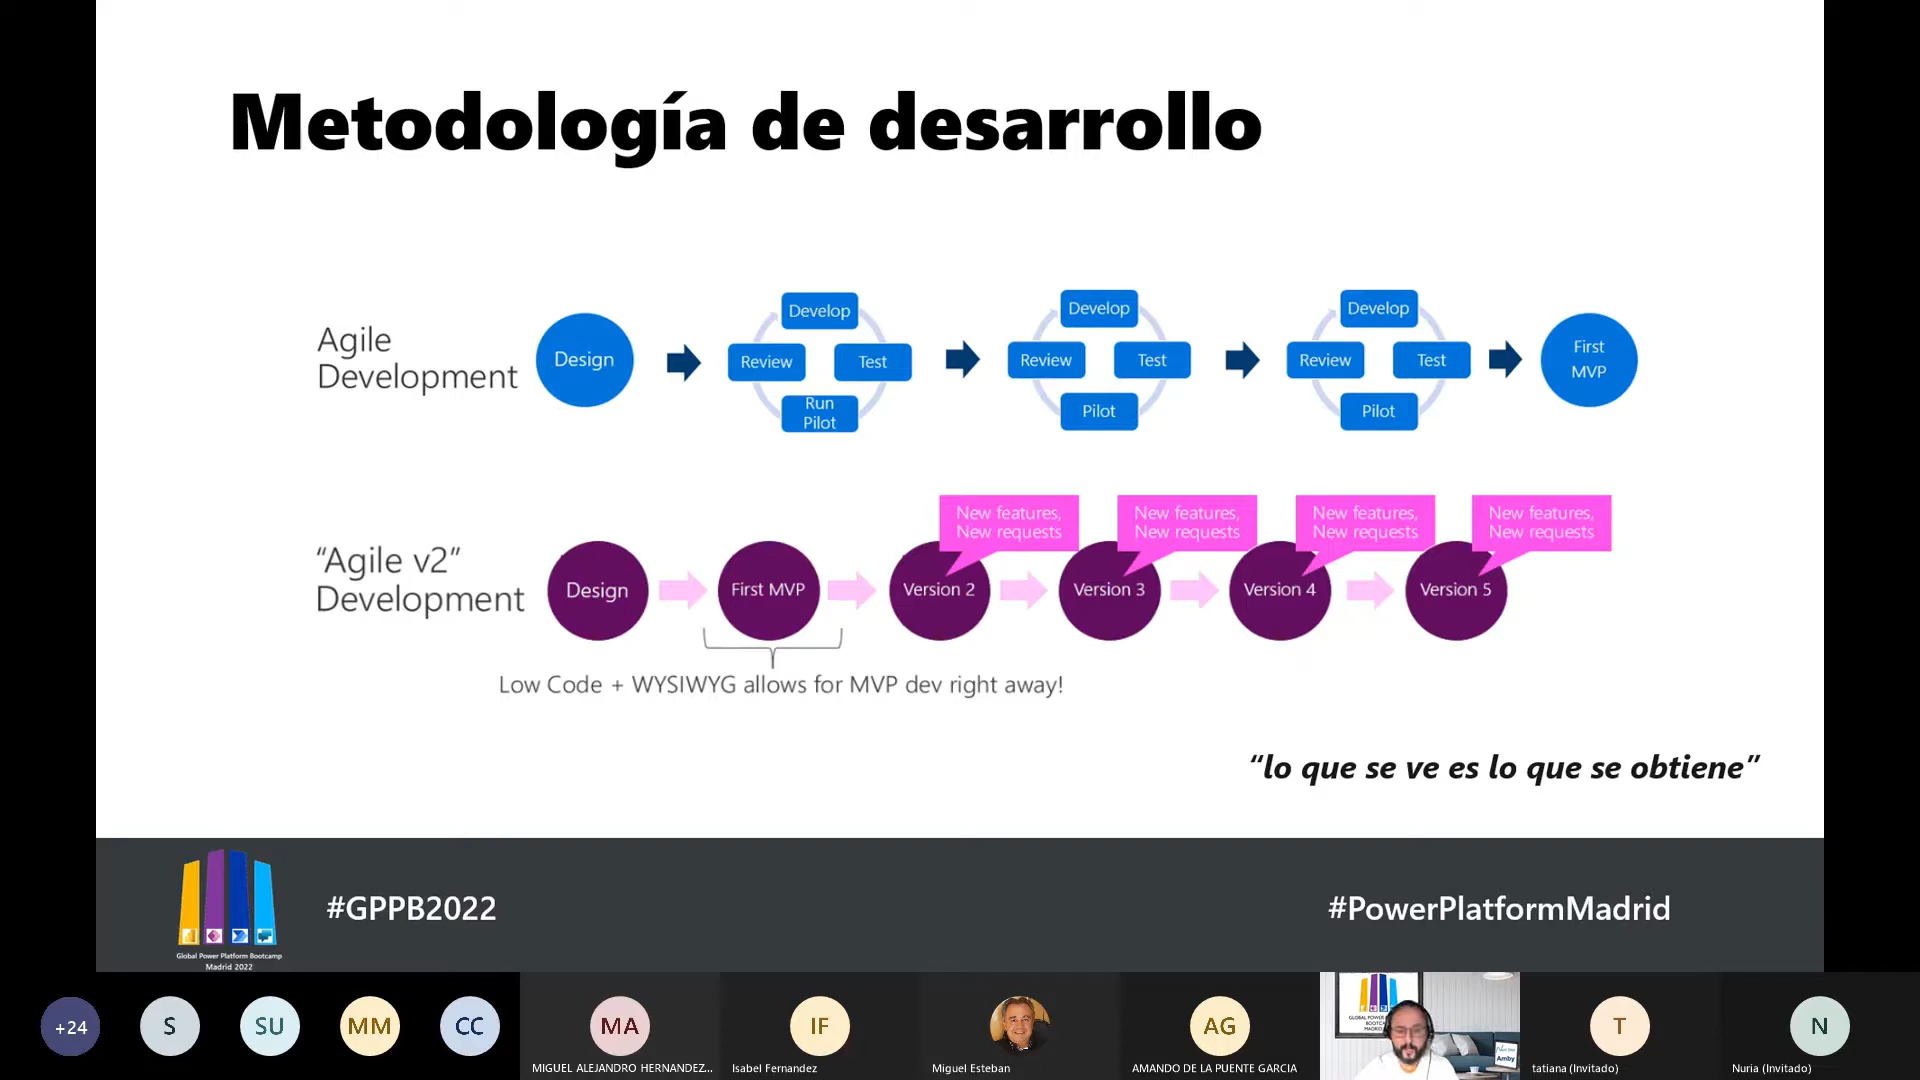 Metodología de desarrollo
Agile
Development
Design
Develop
Review
Test
Run
Pilot
Develop
Review
Test
Pilot
Develop
Review
Test
Pilot
First
MVP
“Agile v2”
Development
Design
First MVP
Version 2
New features,
New requests
Version 3
New features,
New requests
Version 4
New features,
New requests
Version 5
New features,
New requests
Low Code + WYSIWYG allows for MVP dev right away!
“lo que se ve es lo que se obtiene”
Global Power Platform Bootcamp
Madrid 2022
#GPPB2022
#PowerPlatformMadrid
+24
S
SU
MM
CC
MA
MIGUEL ALEJANDRO HERNANDEZ...
IF
Isabel Fernandez
Miguel Esteban
AG
AMANDO DE LA PUENTE GARCIA
GLOBAL POWER
Amby
T
tatiana (Invitado)
N
Nuria (Invitado)